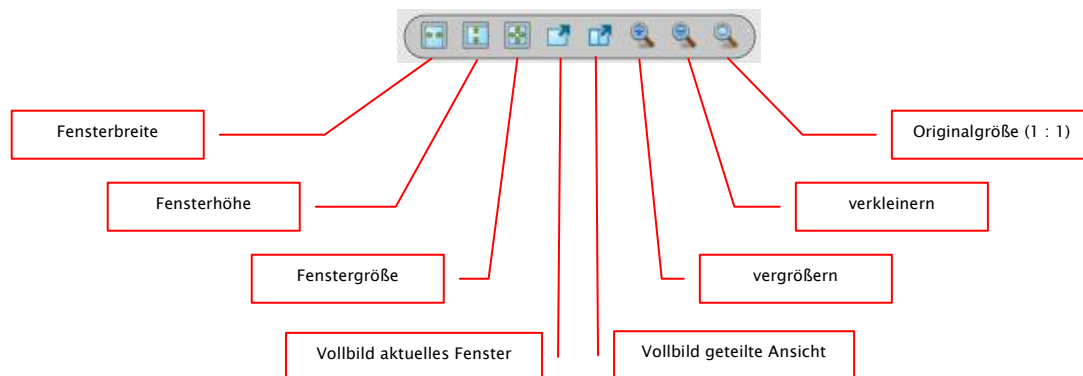 Fensterbreite
Originalgröße (1 : 1)
Fensterhöhe
verkleinern
Fenstergröße
vergrößern
Vollbild aktuelles Fenster
Vollbild geteilte Ansicht